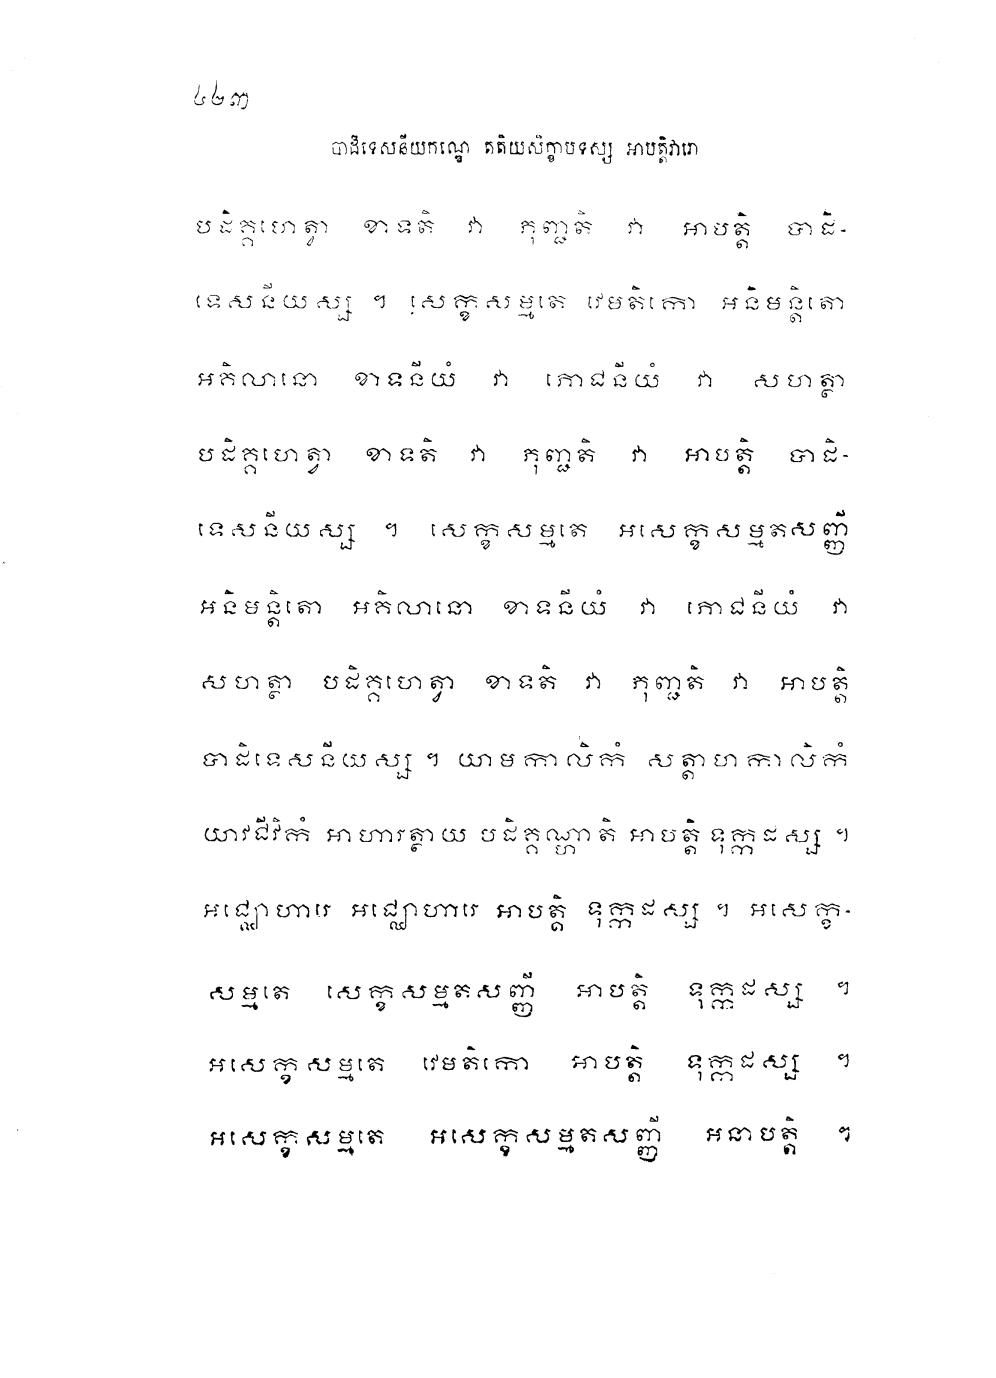 ៤២៣
បាដិទេសនីយកណ្ឌេ តតិយសិក្ខាបទស្ស អាបត្តិវារោ
បដិគ្គហេត្វា ខាទតិ វា ភុញ្ជតិ វា អាបត្តិ បាដិ-
ទេសនីយស្ស ។ សេក្ខសម្មតេ វេមតិកោ អនិមន្តិតោ
អគិលានោ ខាទនីយំ វា ភោជនីយំ វា សហត្ថា
បដិគ្គហេត្វា ខាទតិ វា ភុញ្ជតិ វា អាបត្តិ បាដិ-
ទេសនីយស្ស ។ សេក្ខសម្មតេ អសេក្ខសម្មតសញ្ញី
អនិមន្តិតោ អគិលានោ ខាទនីយំ វា ភោជនីយំ វា
សហត្ថា បដិគ្គហេត្វា ខាទតិ វា ភុញ្ជតិ វា អាបត្តិ
បាដិទេសនីយស្ស ។ យាមកាលិកំ សត្តាហកាលិកំ
យាវជីវិកំ អាហារត្ថាយ បដិគ្គណ្ហាតិ អាបត្តិ ទុក្កដស្ស ។
អជ្ឈោហារេ អជ្ឈោហារេ អាបត្តិ ទុក្កដស្ស ។ អសេក្ខ-
សម្មតេ សេក្ខសម្មតសញ្ញី អាបត្តិ ទុក្កដស្ស ។
អសេក្ខសម្មតេ វេមតិកោ អាបត្តិ ទុក្កដស្ស ។
អសេក្ខសម្មតេ អសេក្ខសម្មតសញ្ញី អនាបត្តិ ។